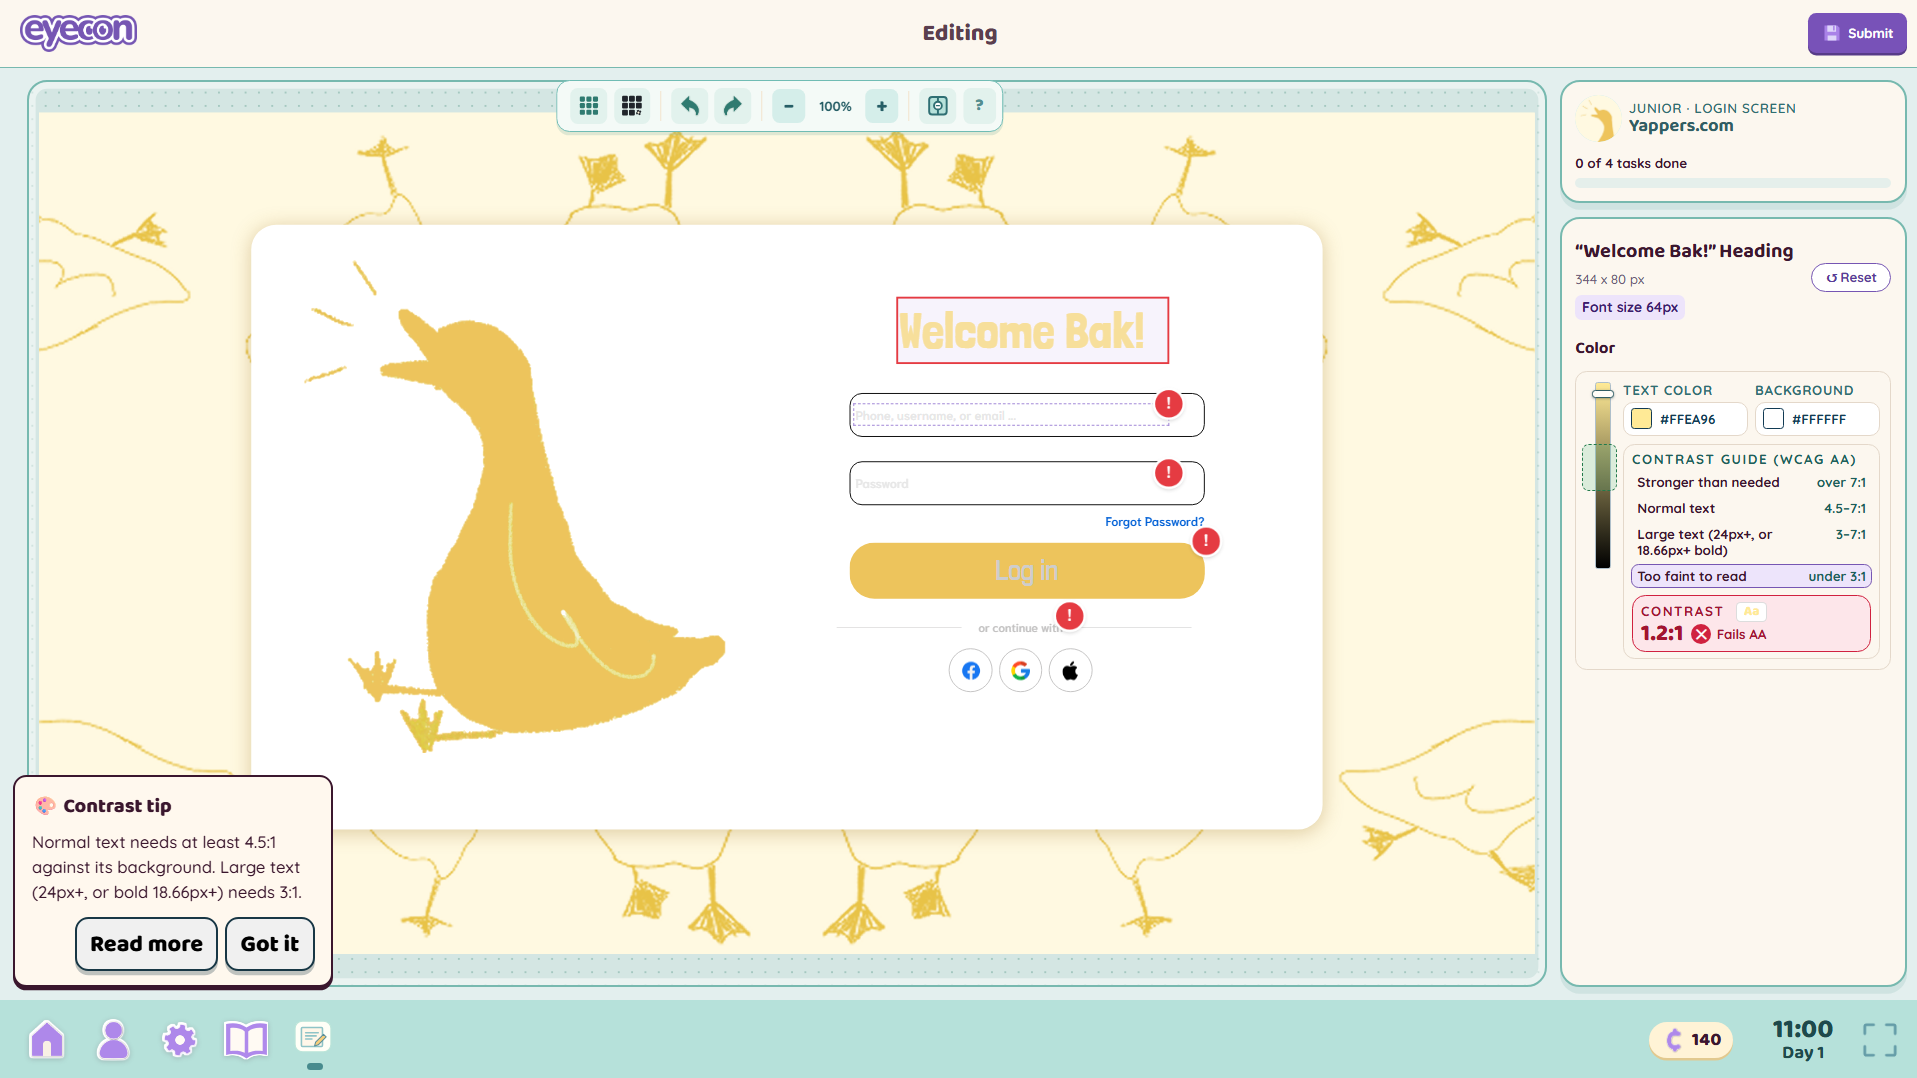 eyecon
Editing
Submit
100%
?
JUNIOR · LOGIN SCREEN
Yappers.com
0 of 4 tasks done
Welcome Bak!
!
Phone, username, or email ...
!
Password
Forgot Password?
!
Log in
!
or continue with
“Welcome Bak!” Heading
344 x 80 px
Reset
Font size 64px
Color
TEXT COLOR
#FFEA96
BACKGROUND
#FFFFFF
CONTRAST GUIDE (WCAG AA)
Stronger than needed over 7:1
Normal text 4.5–7:1
Large text (24px+, or 3–7:1
18.66px+ bold)
Too faint to read under 3:1
CONTRAST Aa
1.2:1 Fails AA
Contrast tip
Normal text needs at least 4.5:1
against its background. Large text
(24px+, or bold 18.66px+) needs 3:1.
Read more Got it
140
11:00
Day 1